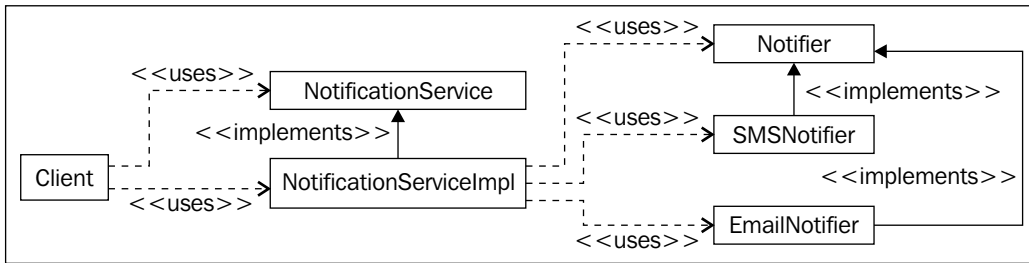 <<uses>>
Notifier
<<uses>>
NotificationService
<<implements>>
<<implements>>
<<uses>>
SMSNotifier
Client
NotificationServiceImpl
<<implements>>
<<uses>>
<<uses>>
EmailNotifier